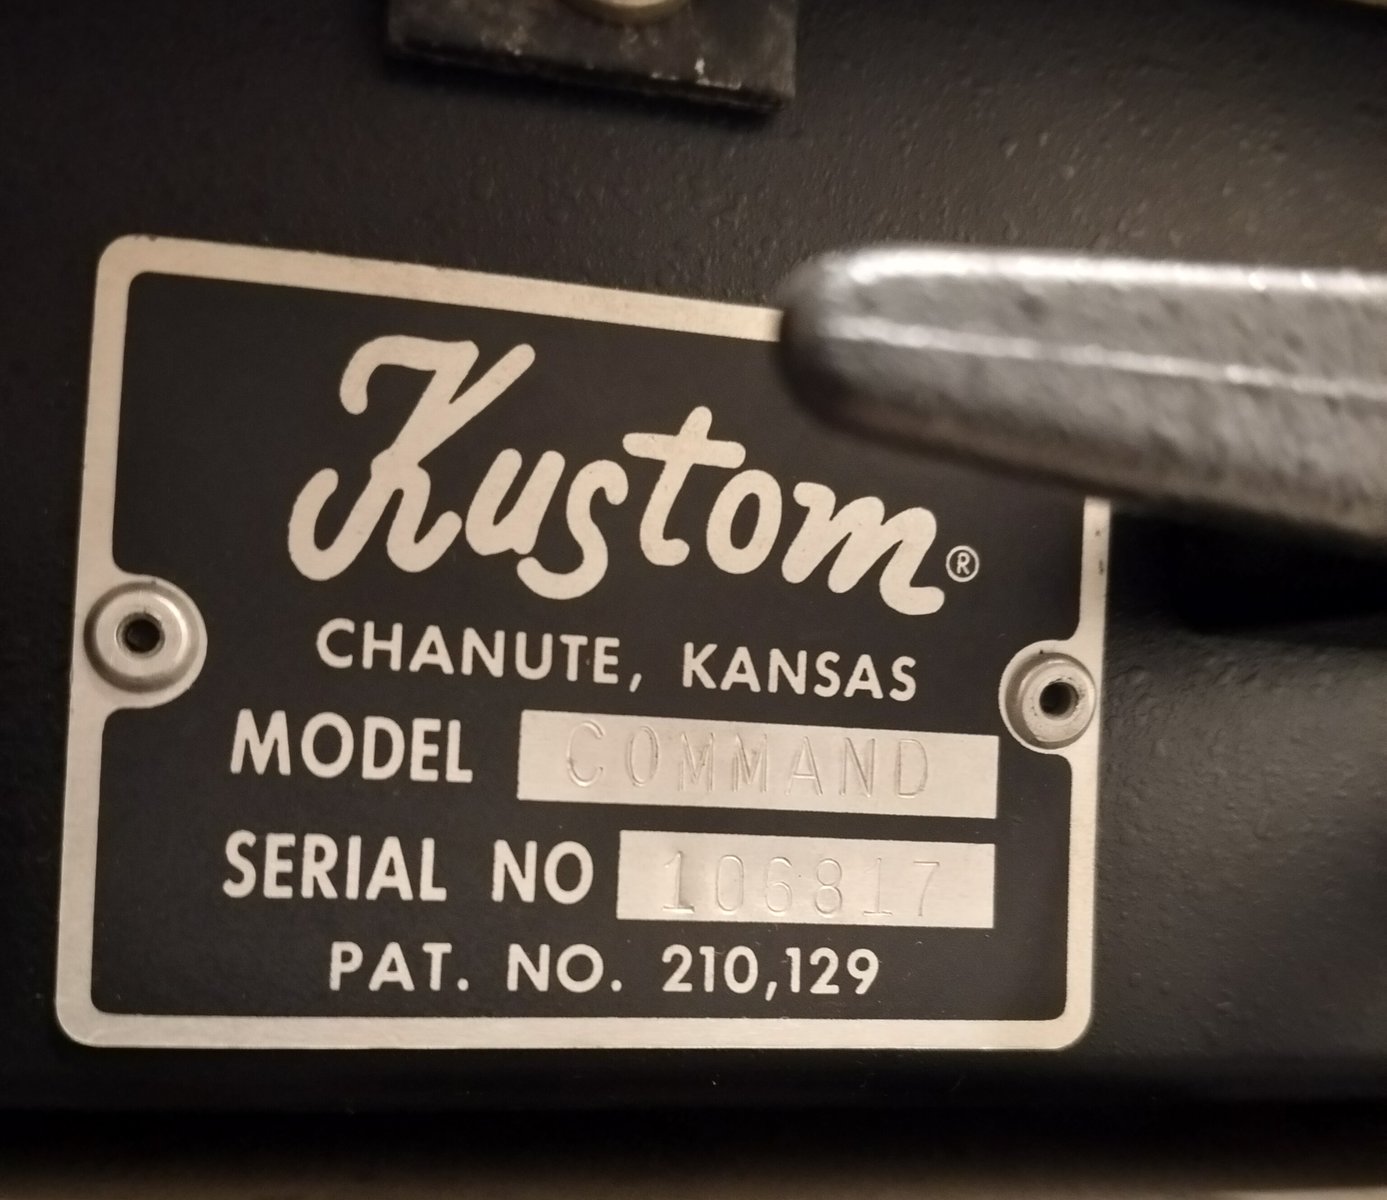 Kustom®
CHANUTE, KANSAS
MODEL COMMAND
SERIAL NO 106817
PAT. NO. 210,129